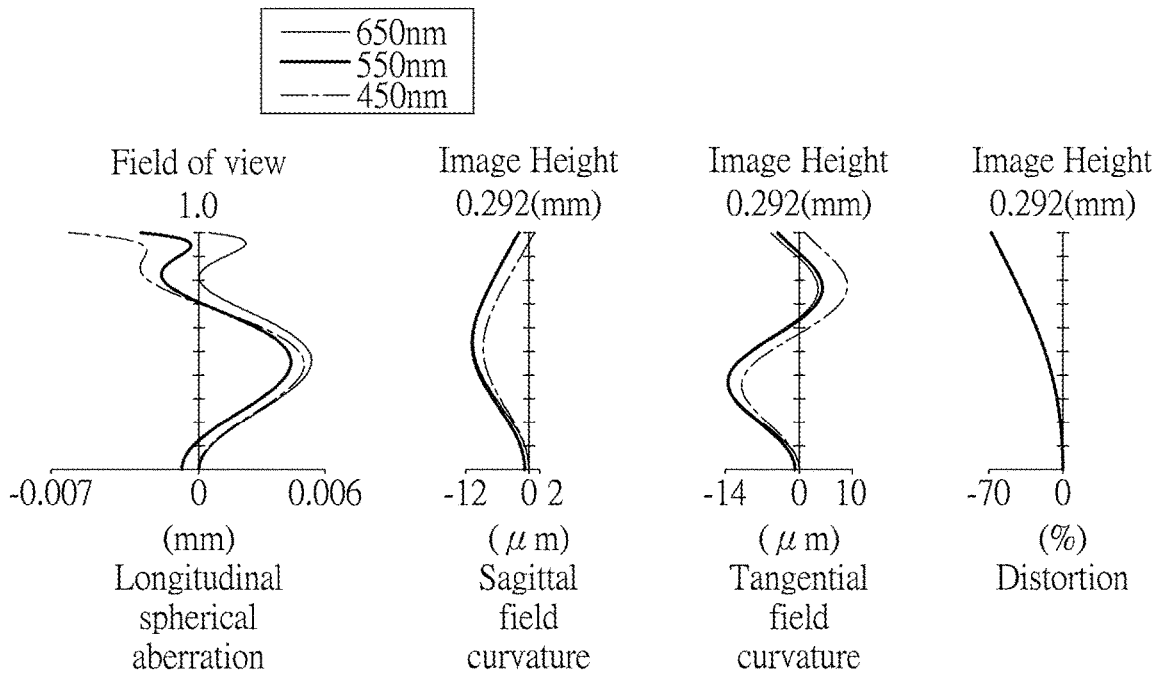 650nm
550nm
450nm
Field of view
1.0
Image Height
0.292(mm)
Image Height
0.292(mm)
Image Height
0.292(mm)
-0.007 0 0.006
-12 0 2
-14 0 10
-70 0
(mm)
(μm)
(μm)
(%)
Longitudinal
spherical
aberration
Sagittal
field
curvature
Tangential
field
curvature
Distortion